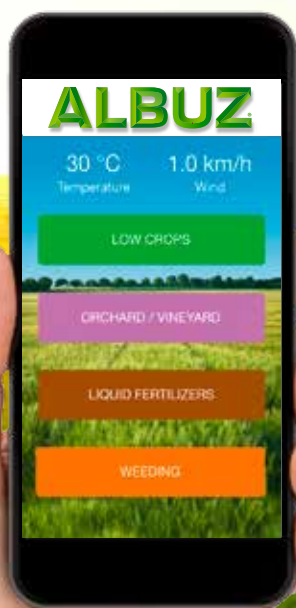 ALBUZ
30 °C 1.0 km/h
Temperature Wind
LOW CROPS
ORCHARD / VINEYARD
LIQUID FERTILIZERS
WEEDING